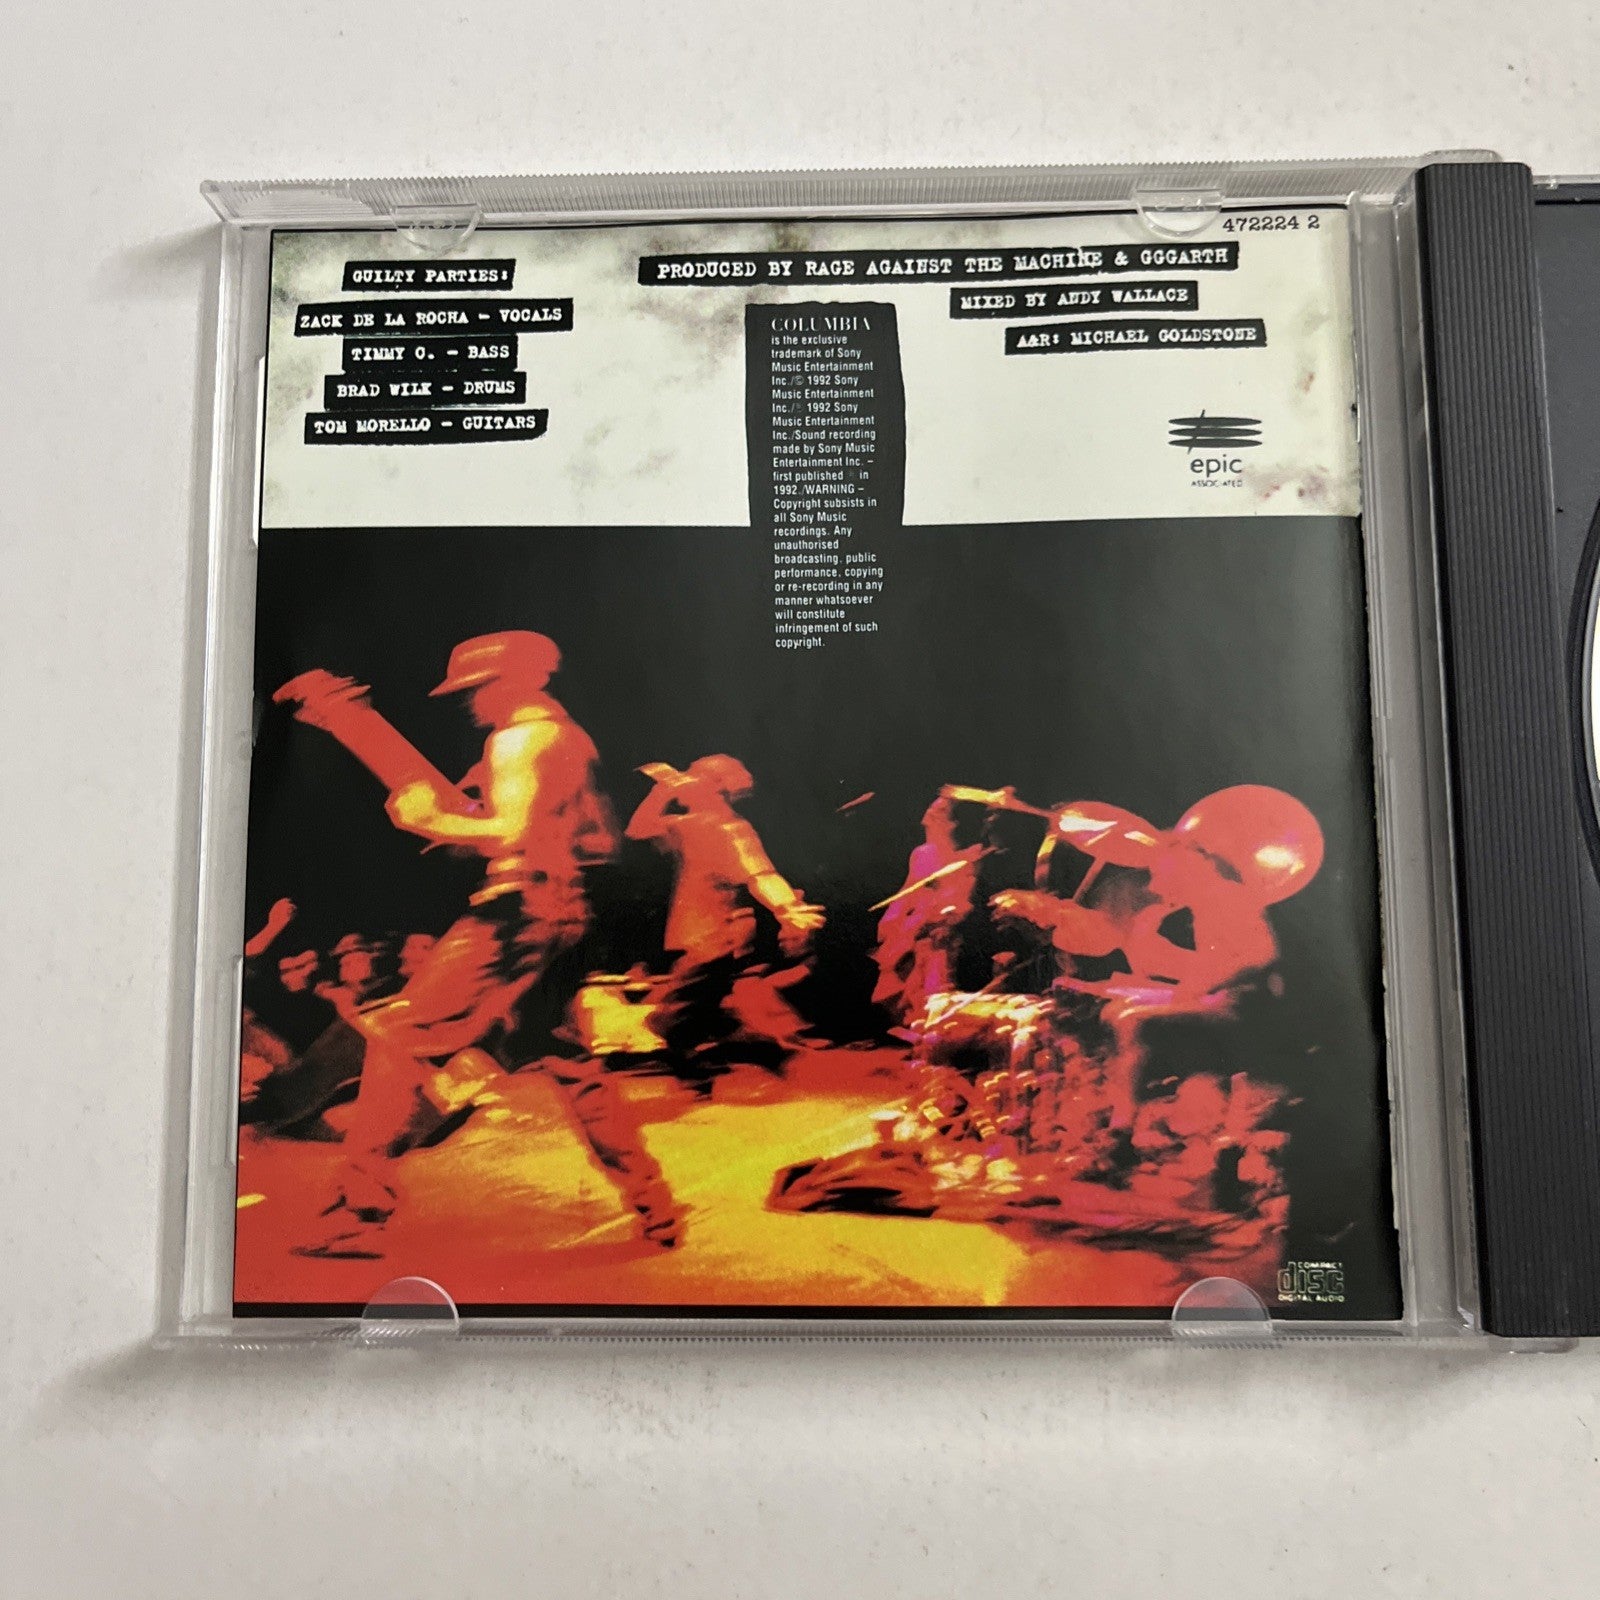 472224 2
GUILTY PARTIES:
ZACK DE LA ROCHA – VOCALS
TIMMY C. – BASS
BRAD WILK – DRUMS
TOM MORELLO – GUITARS
PRODUCED BY RAGE AGAINST THE MACHINE & GGGARTH
MIXED BY ANDY WALLACE
A&R: MICHAEL GOLDSTONE
COLUMBIA
is the exclusive
trademark of Sony
Music Entertainment
Inc./© 1992 Sony
Music Entertainment
Inc./℗ 1992 Sony
Music Entertainment
Inc./Sound recording
made by Sony Music
Entertainment Inc. –
first published in
1992./WARNING –
Copyright subsists in
all Sony Music
recordings. Any
unauthorised
broadcasting, public
performance, copying
or re-recording in any
manner whatsoever
will constitute
infringement of such
copyright.
epic
ASSOCIATED
COMPACT
disc
DIGITAL AUDIO